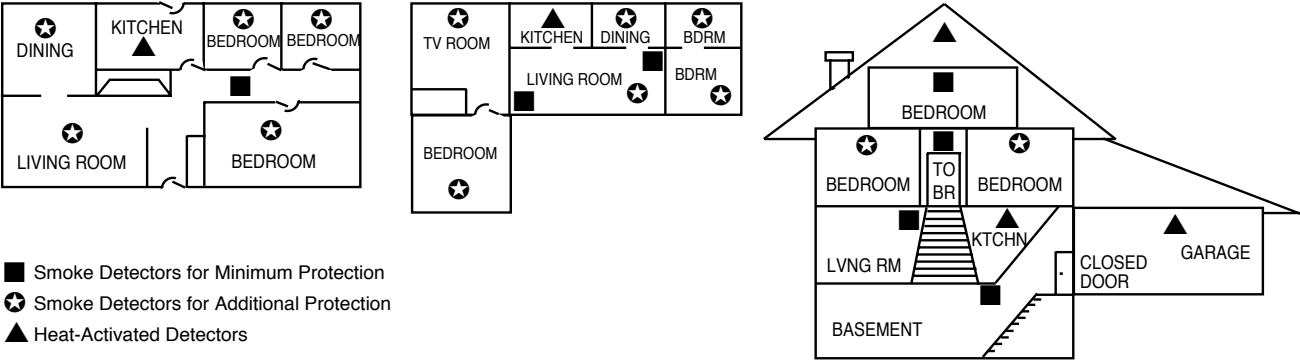 DINING
KITCHEN
BEDROOM
BEDROOM
LIVING ROOM
BEDROOM
TV ROOM
KITCHEN
DINING
BDRM
LIVING ROOM
BDRM
BEDROOM
BEDROOM
BEDROOM
TO
BR
BEDROOM
LVNG RM
KTCHN
CLOSED
DOOR
GARAGE
BASEMENT
Smoke Detectors for Minimum Protection
Smoke Detectors for Additional Protection
Heat-Activated Detectors